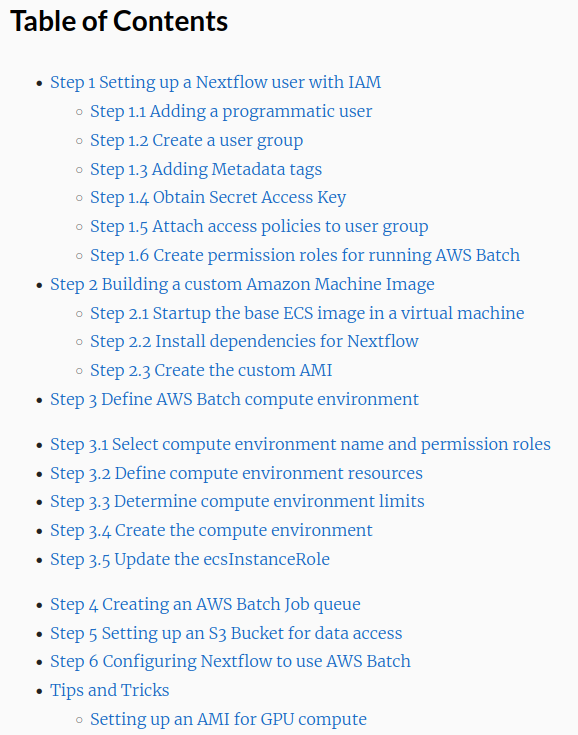 Table of Contents
Step 1 Setting up a Nextflow user with IAM
Step 1.1 Adding a programmatic user
Step 1.2 Create a user group
Step 1.3 Adding Metadata tags
Step 1.4 Obtain Secret Access Key
Step 1.5 Attach access policies to user group
Step 1.6 Create permission roles for running AWS Batch
Step 2 Building a custom Amazon Machine Image
Step 2.1 Startup the base ECS image in a virtual machine
Step 2.2 Install dependencies for Nextflow
Step 2.3 Create the custom AMI
Step 3 Define AWS Batch compute environment
Step 3.1 Select compute environment name and permission roles
Step 3.2 Define compute environment resources
Step 3.3 Determine compute environment limits
Step 3.4 Create the compute environment
Step 3.5 Update the ecsInstanceRole
Step 4 Creating an AWS Batch Job queue
Step 5 Setting up an S3 Bucket for data access
Step 6 Configuring Nextflow to use AWS Batch
Tips and Tricks
Setting up an AMI for GPU compute